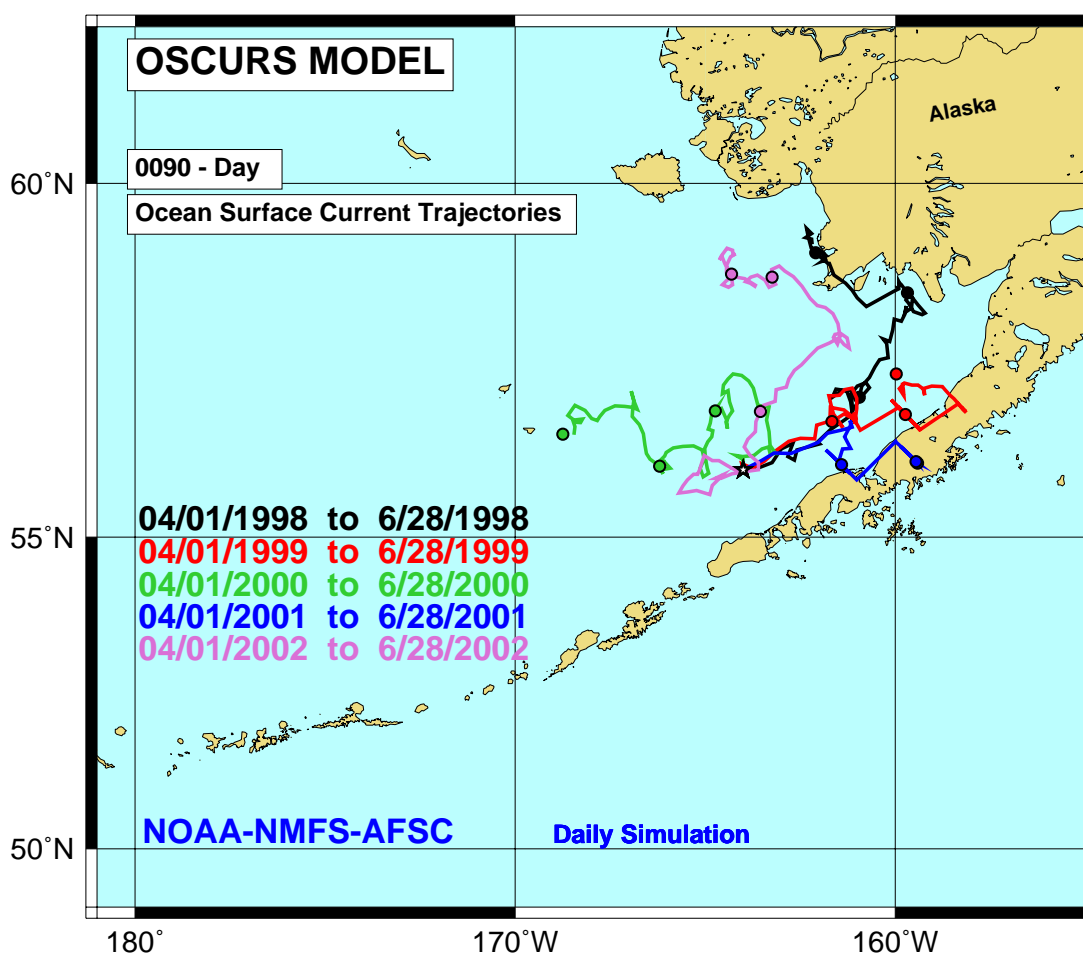 OSCURS MODEL
Alaska
0090 - Day
60˚N
Ocean Surface Current Trajectories
04/01/1998 to 6/28/1998
55˚N
04/01/1999 to 6/28/1999
04/01/2000 to 6/28/2000
04/01/2001 to 6/28/2001
04/01/2002 to 6/28/2002
NOAA-NMFS-AFSC
Daily Simulation
50˚N
180˚
170˚W
160˚W